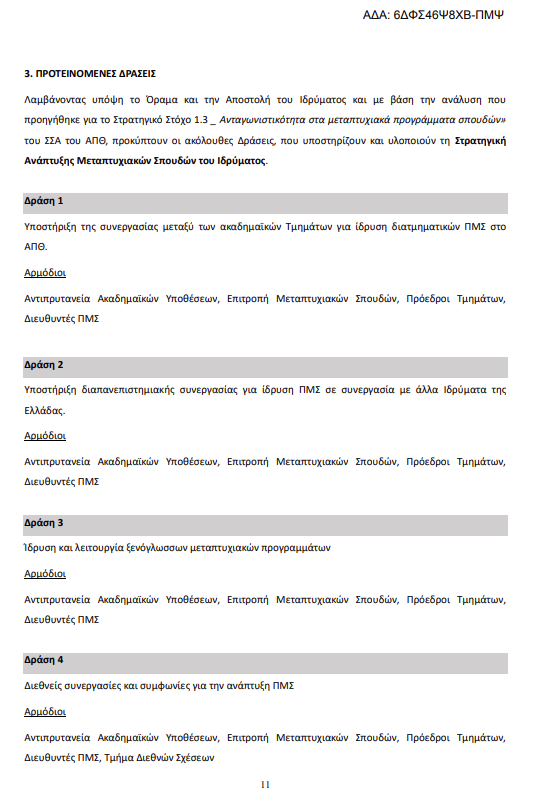 ΑΔΑ: 6ΔΦΣ46Ψ8ΧΒ-ΠΜΨ
3. ΠΡΟΤΕΙΝΟΜΕΝΕΣ ΔΡΑΣΕΙΣ
Λαμβάνοντας υπόψη το Όραμα και την Αποστολή του Ιδρύματος και με βάση την ανάλυση που
προηγήθηκε για το Στρατηγικό Στόχο 1.3 _ Ανταγωνιστικότητα στα μεταπτυχιακά προγράμματα σπουδών»
του ΣΣΑ του ΑΠΘ, προκύπτουν οι ακόλουθες Δράσεις, που υποστηρίζουν και υλοποιούν τη Στρατηγική
Ανάπτυξης Μεταπτυχιακών Σπουδών του Ιδρύματος.
Δράση 1
Υποστήριξη της συνεργασίας μεταξύ των ακαδημαϊκών Τμημάτων για ίδρυση διατμηματικών ΠΜΣ στο
ΑΠΘ.
Αρμόδιοι
Αντιπρυτανεία Ακαδημαϊκών Υποθέσεων, Επιτροπή Μεταπτυχιακών Σπουδών, Πρόεδροι Τμημάτων,
Διευθυντές ΠΜΣ
Δράση 2
Υποστήριξη διαπανεπιστημιακής συνεργασίας για ίδρυση ΠΜΣ σε συνεργασία με άλλα Ιδρύματα της
Ελλάδας.
Αρμόδιοι
Αντιπρυτανεία Ακαδημαϊκών Υποθέσεων, Επιτροπή Μεταπτυχιακών Σπουδών, Πρόεδροι Τμημάτων,
Διευθυντές ΠΜΣ
Δράση 3
Ίδρυση και λειτουργία ξενόγλωσσων μεταπτυχιακών προγραμμάτων
Αρμόδιοι
Αντιπρυτανεία Ακαδημαϊκών Υποθέσεων, Επιτροπή Μεταπτυχιακών Σπουδών, Πρόεδροι Τμημάτων,
Διευθυντές ΠΜΣ
Δράση 4
Διεθνείς συνεργασίες και συμφωνίες για την ανάπτυξη ΠΜΣ
Αρμόδιοι
Αντιπρυτανεία Ακαδημαϊκών Υποθέσεων, Επιτροπή Μεταπτυχιακών Σπουδών, Πρόεδροι Τμημάτων,
Διευθυντές ΠΜΣ, Τμήμα Διεθνών Σχέσεων
11